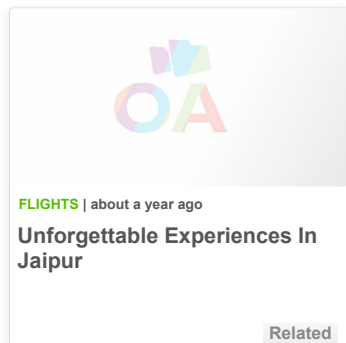 OA
FLIGHTS | about a year ago
Unforgettable Experiences In
Jaipur
Related